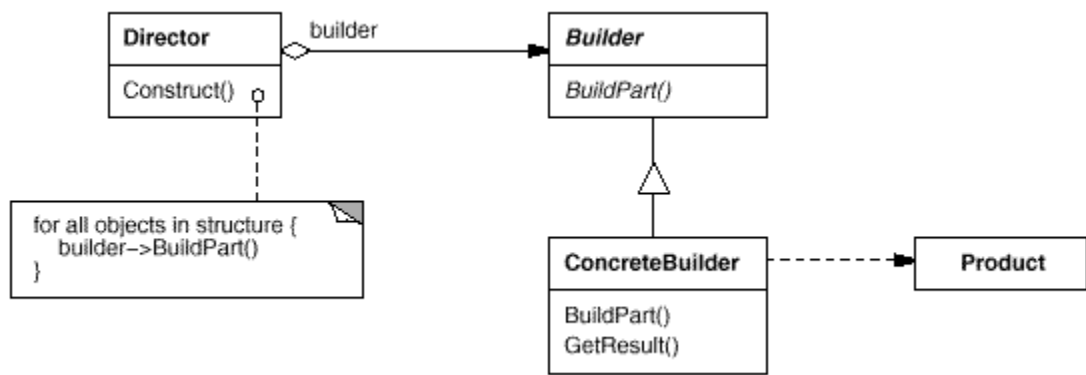 Director
builder
Builder
Construct()
BuildPart()
for all objects in structure {
builder->BuildPart()
}
ConcreteBuilder
Product
BuildPart()
GetResult()